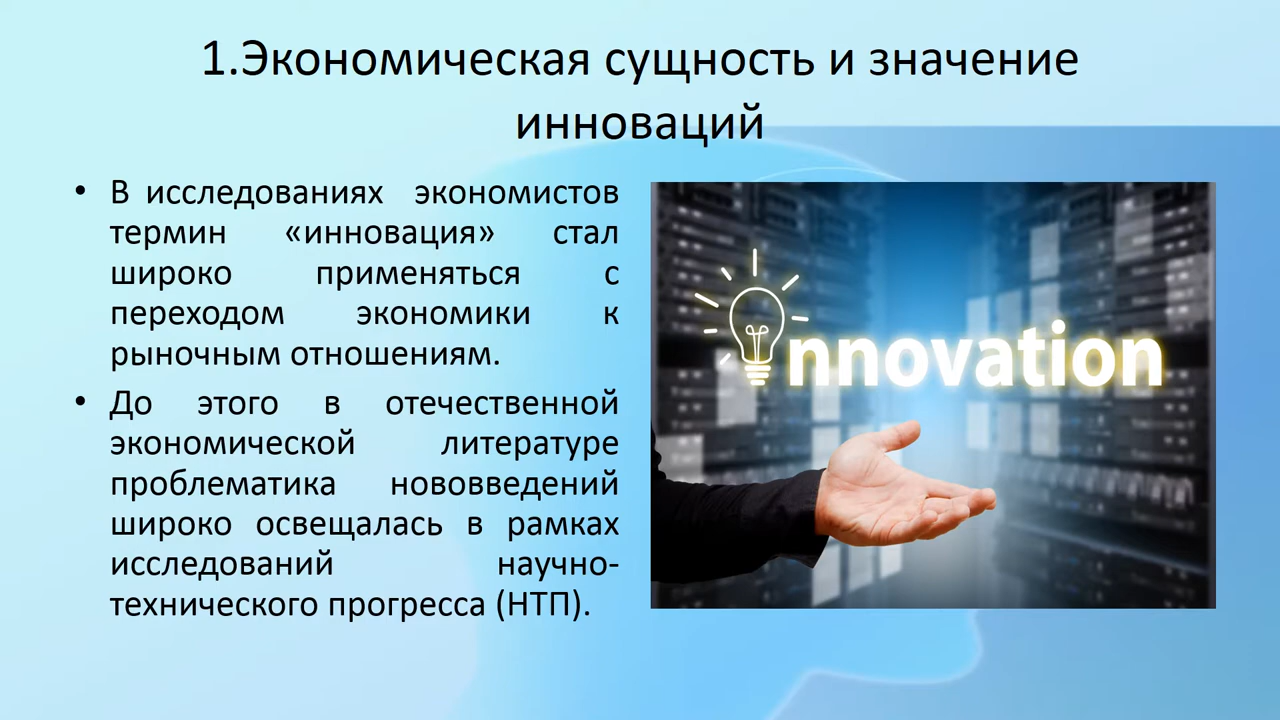 1.Экономическая сущность и значение
инноваций
• В исследованиях экономистов
термин «инновация» стал
широко применяться с
переходом экономики к
рыночным отношениям.
• До этого в отечественной
экономической литературе
проблематика нововведений
широко освещалась в рамках
исследований научно-
технического прогресса (НТП).
nnovation